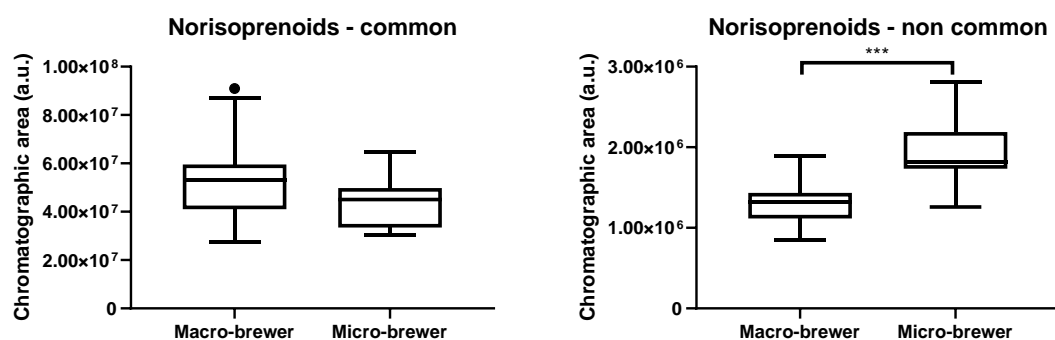 Norisoprenoids - common
Chromatographic area (a.u.)
1.00×10⁸
8.00×10⁷
6.00×10⁷
4.00×10⁷
2.00×10⁷
0
Macro-brewer Micro-brewer
Norisoprenoids - non common
***
Chromatographic area (a.u.)
3.00×10⁶
2.00×10⁶
1.00×10⁶
0
Macro-brewer Micro-brewer